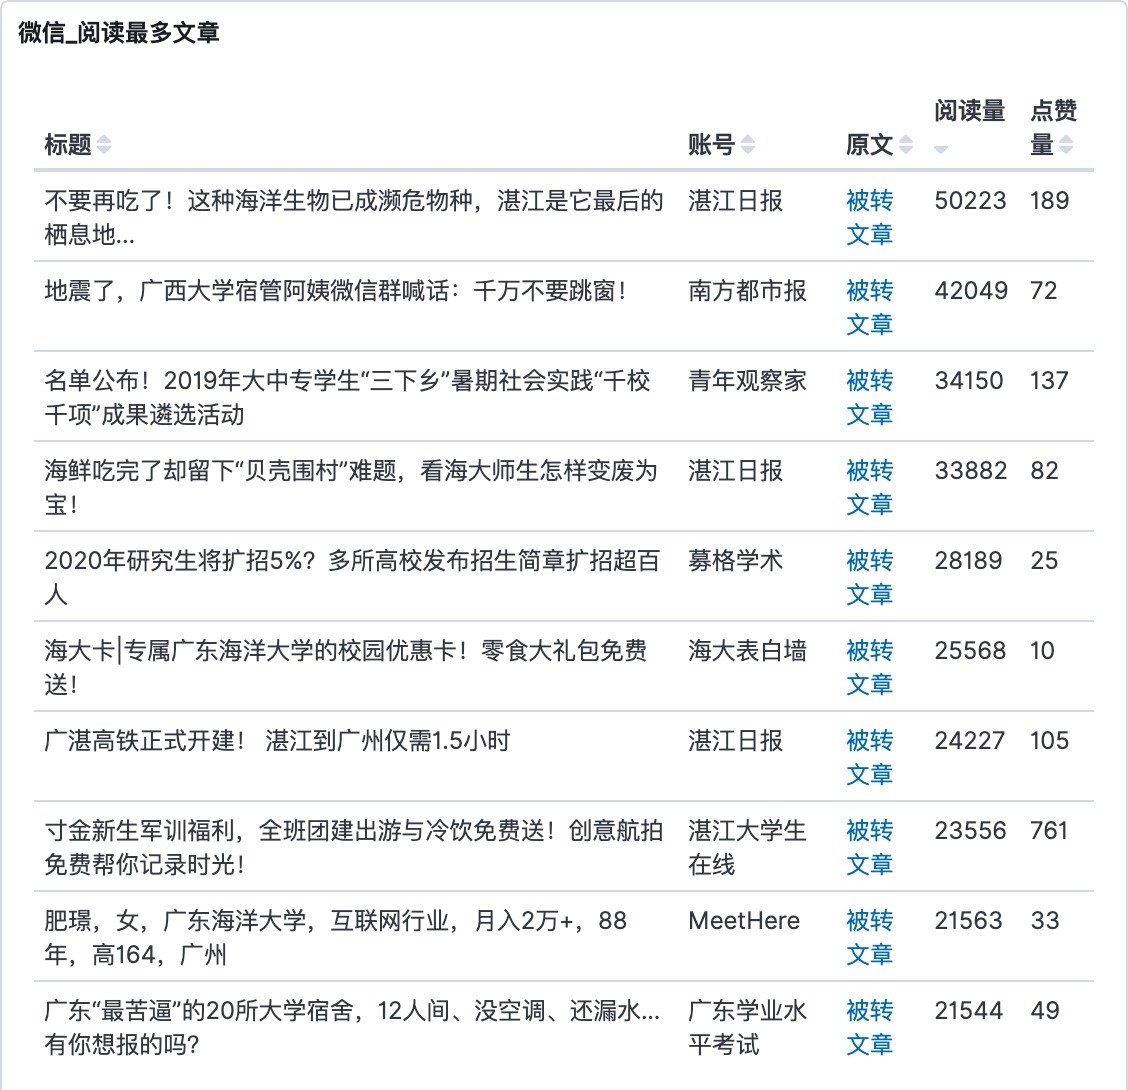 微信_阅读最多文章
标题 账号 原文 阅读量 点赞量
不要再吃了！这种海洋生物已成濒危物种，湛江是它最后的 湛江日报 被转 50223 189
栖息地... 文章
地震了，广西大学宿管阿姨微信群喊话：千万不要跳窗！ 南方都市报 被转 42049 72
文章
名单公布！2019年大中专学生“三下乡”暑期社会实践“千校 青年观察家 被转 34150 137
千项”成果遴选活动 文章
海鲜吃完了却留下“贝壳围村”难题，看海大师生怎样变废为 湛江日报 被转 33882 82
宝！ 文章
2020年研究生将扩招5%？多所高校发布招生简章扩招超百 募格学术 被转 28189 25
人 文章
海大卡|专属广东海洋大学的校园优惠卡！零食大礼包免费 海大表白墙 被转 25568 10
送！ 文章
广湛高铁正式开建！ 湛江到广州仅需1.5小时 湛江日报 被转 24227 105
文章
寸金新生军训福利，全班团建出游与冷饮免费送！创意航拍 湛江大学生 被转 23556 761
免费帮你记录时光！ 在线 文章
肥璟，女，广东海洋大学，互联网行业，月入2万+，88 MeetHere 被转 21563 33
年，高164，广州 文章
广东“最苦逼”的20所大学宿舍，12人间、没空调、还漏水... 广东学业水 被转 21544 49
有你想报的吗? 平考试 文章